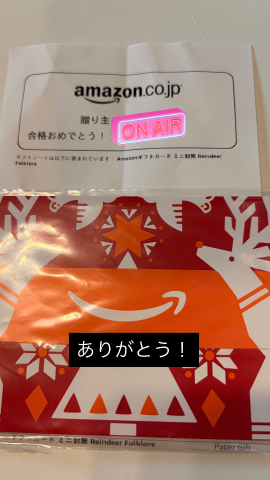 amazon.co.jp
贈り主
合格おめでとう!
ON AIR
ギフトノートは以下に含まれています: Amazonギフトカード ミニ封筒 Reindeer
Folklore
ありがとう!
ギフトカード ミニ封筒 Reindeer Folklore
Paper Gift